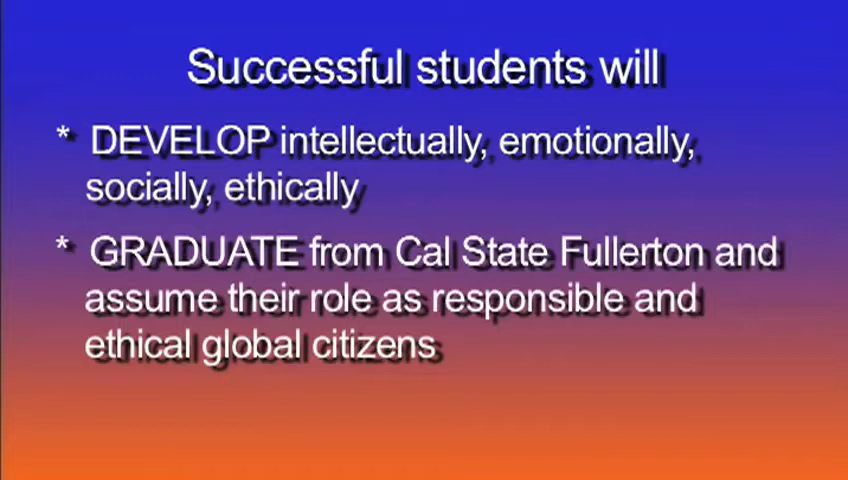 Successful students will
* DEVELOP intellectually, emotionally,
socially, ethically
* GRADUATE from Cal State Fullerton and
assume their role as responsible and
ethical global citizens